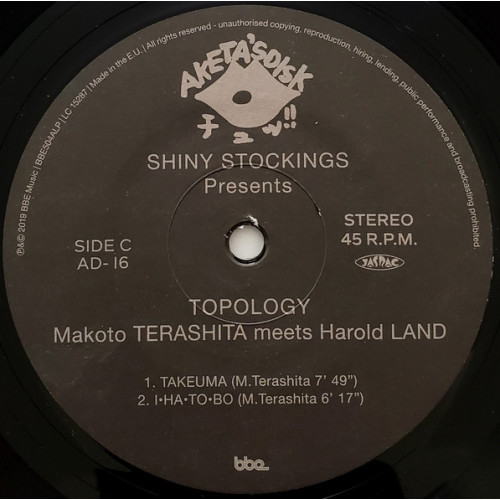 ℗&© 2019 BBE Music | BBE504ALP | LC 15287 | Made in the E.U. | All rights reserved - unauthorised copying, reproduction, hiring, lending, public performance and broadcasting prohibited.
AKETA'S DISK
チュッ!!
SHINY STOCKINGS
Presents
SIDE C
AD-16
STEREO
45 R.P.M.
JASRAC
TOPOLOGY
Makoto TERASHITA meets Harold LAND
1. TAKEUMA (M.Terashita 7' 49")
2. I•HA•TO•BO (M.Terashita 6' 17")
bbe